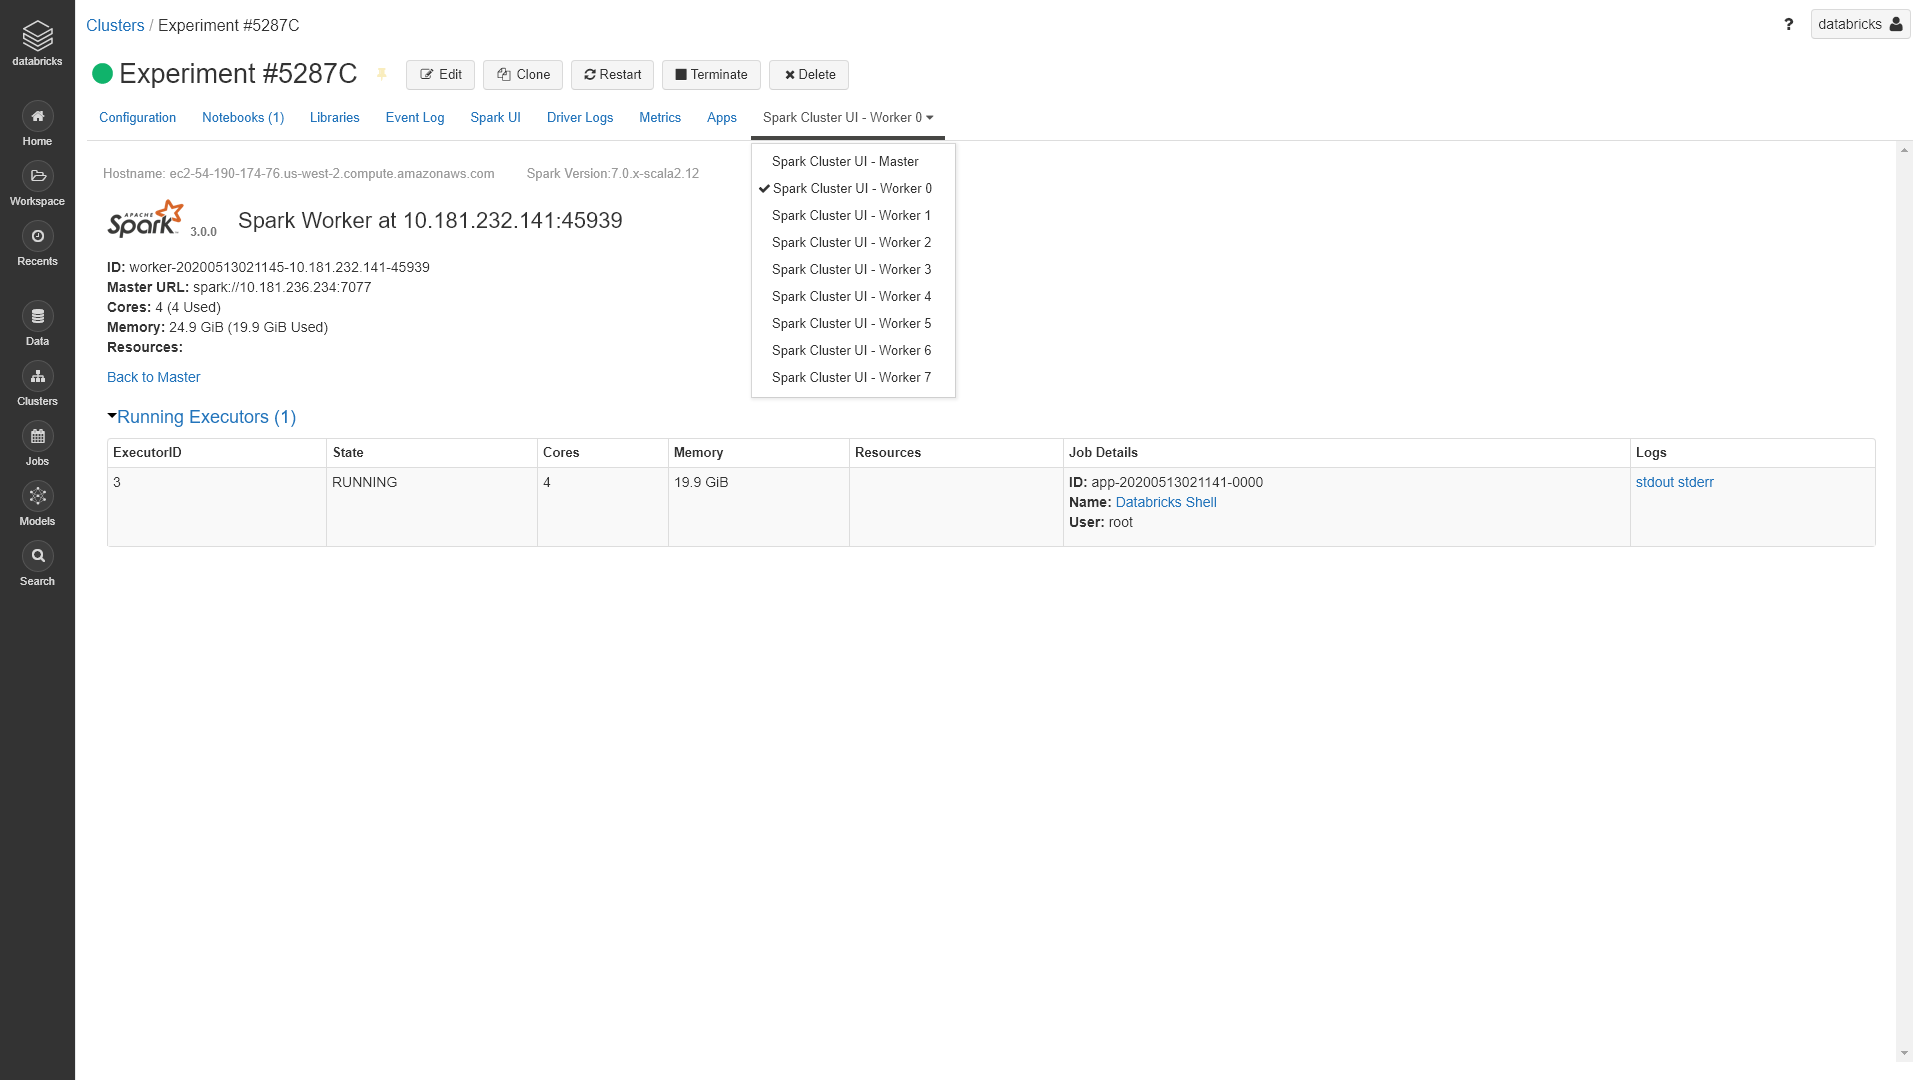 databricks
Home
Workspace
Recents
Data
Clusters
Jobs
Models
Search
Clusters / Experiment #5287C
? databricks
Experiment #5287C Edit Clone Restart Terminate Delete
Configuration Notebooks (1) Libraries Event Log Spark UI Driver Logs Metrics Apps Spark Cluster UI - Worker 0
Spark Cluster UI - Master
Spark Cluster UI - Worker 0
Spark Cluster UI - Worker 1
Spark Cluster UI - Worker 2
Spark Cluster UI - Worker 3
Spark Cluster UI - Worker 4
Spark Cluster UI - Worker 5
Spark Cluster UI - Worker 6
Spark Cluster UI - Worker 7
Hostname: ec2-54-190-174-76.us-west-2.compute.amazonaws.com Spark Version:7.0.x-scala2.12
APACHE Spark™ 3.0.0 Spark Worker at 10.181.232.141:45939
ID: worker-20200513021145-10.181.232.141-45939
Master URL: spark://10.181.236.234:7077
Cores: 4 (4 Used)
Memory: 24.9 GiB (19.9 GiB Used)
Resources:
Back to Master
Running Executors (1)
ExecutorID State Cores Memory Resources Job Details Logs
3 RUNNING 4 19.9 GiB ID: app-20200513021141-0000 stdout stderr
Name: Databricks Shell
User: root